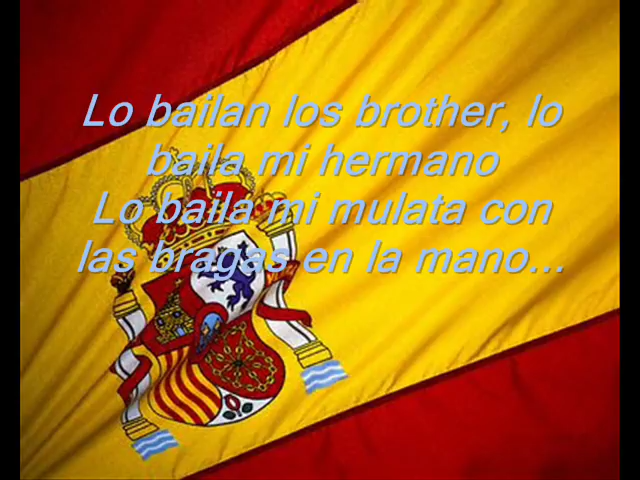 Lo bailan los brother, lo
baila mi hermano
Lo baila mi mulata con
las bragas en la mano...